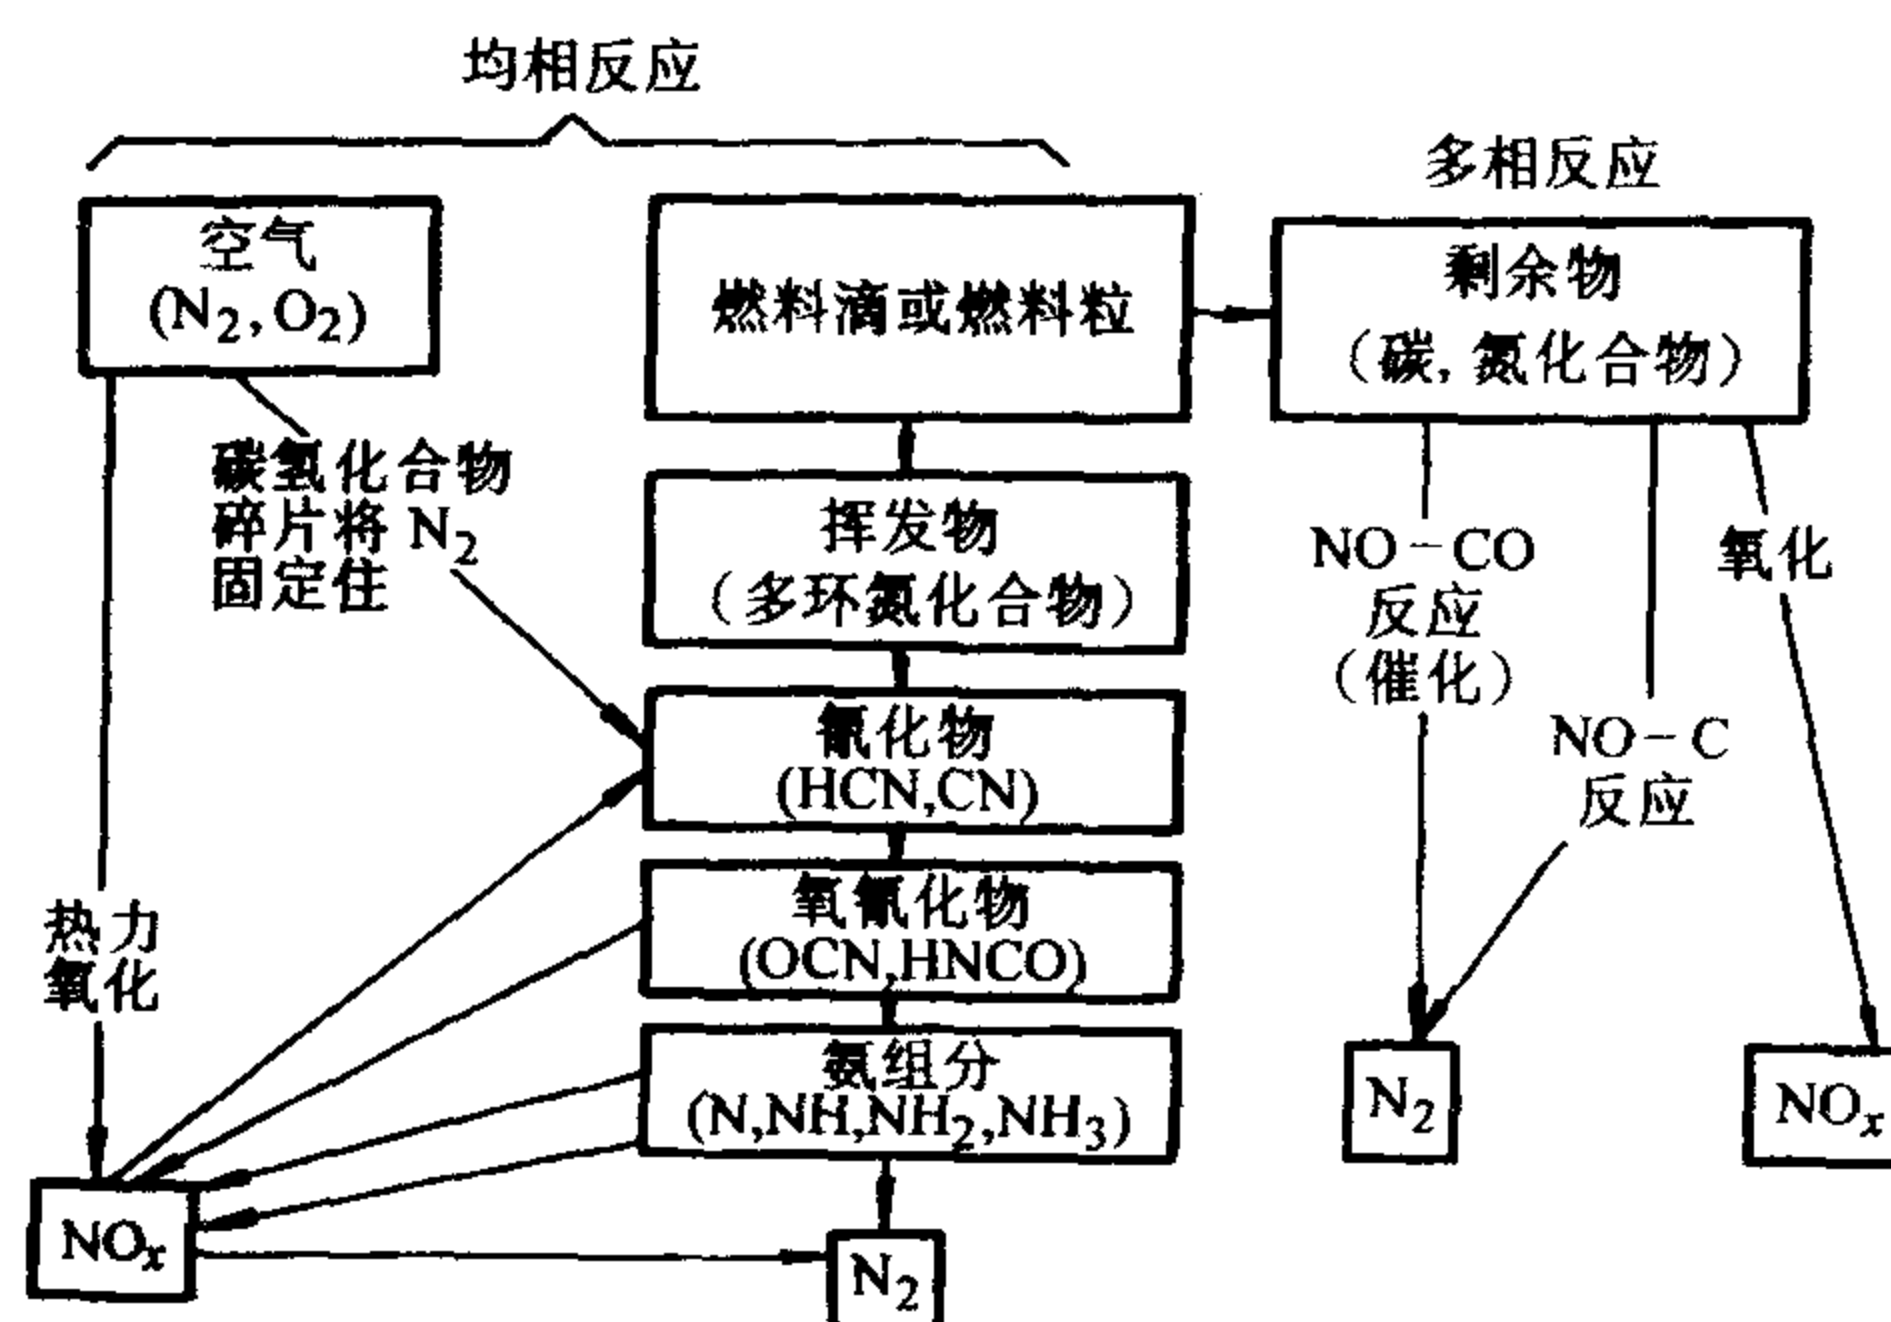 均相反应
多相反应
空气
(N₂,O₂)
燃料滴或燃料粒
剩余物
(碳,氮化合物)
碳氢化合物
碎片将 N₂
固定住
挥发物
(多环氮化合物)
NO-CO
反应
(催化)
氧化
氰化物
(HCN,CN)
NO-C
反应
氧氰化物
(OCN,HNCO)
热力
氧化
氨组分
(N,NH,NH₂,NH₃)
N₂
NOₓ
NOₓ
N₂